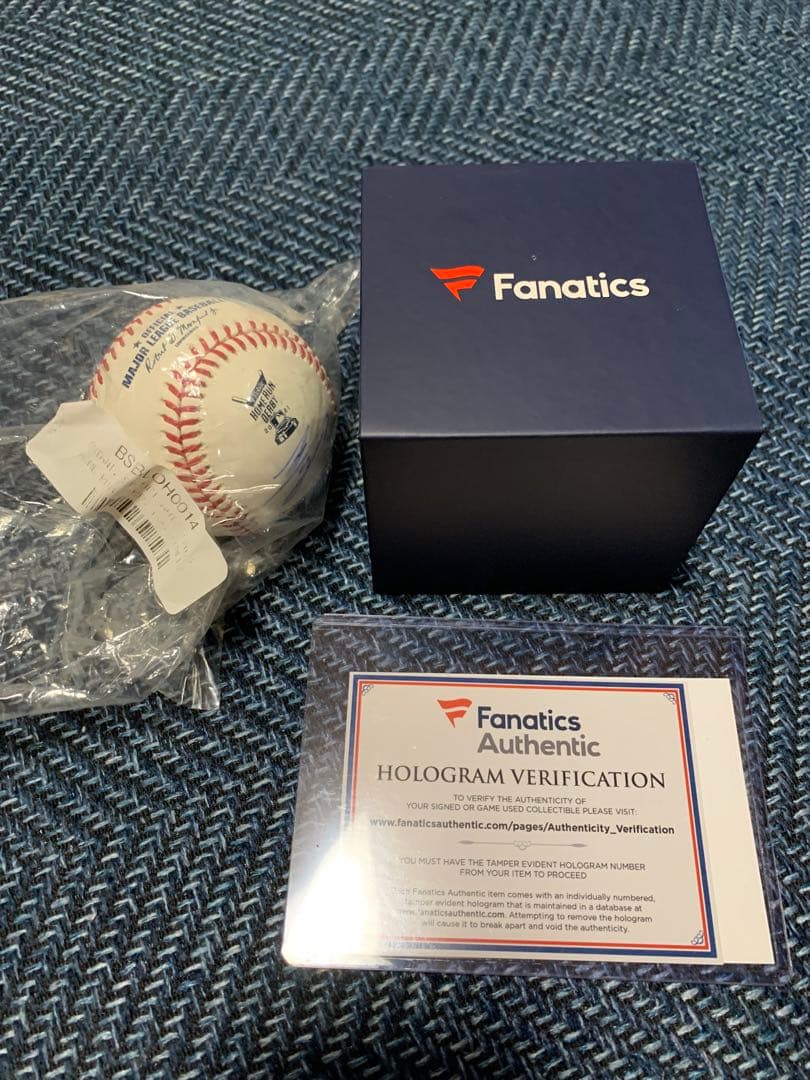 Fanatics
OFFICIAL
MAJOR LEAGUE BASEBALL
HOMERUN
DERBY
BSB OH0014
Fanatics
Authentic
HOLOGRAM VERIFICATION
TO VERIFY THE AUTHENTICITY OF
YOUR SIGNED OR GAME USED COLLECTIBLE PLEASE VISIT:
www.fanaticsauthentic.com/pages/Authenticity_Verification
YOU MUST HAVE THE TAMPER EVIDENT HOLOGRAM NUMBER
FROM YOUR ITEM TO PROCEED
Each Fanatics Authentic item comes with an individually numbered,
tamper evident hologram that is maintained in a database at
www.fanaticsauthentic.com. Attempting to remove the hologram
will cause it to break apart and void the authenticity.